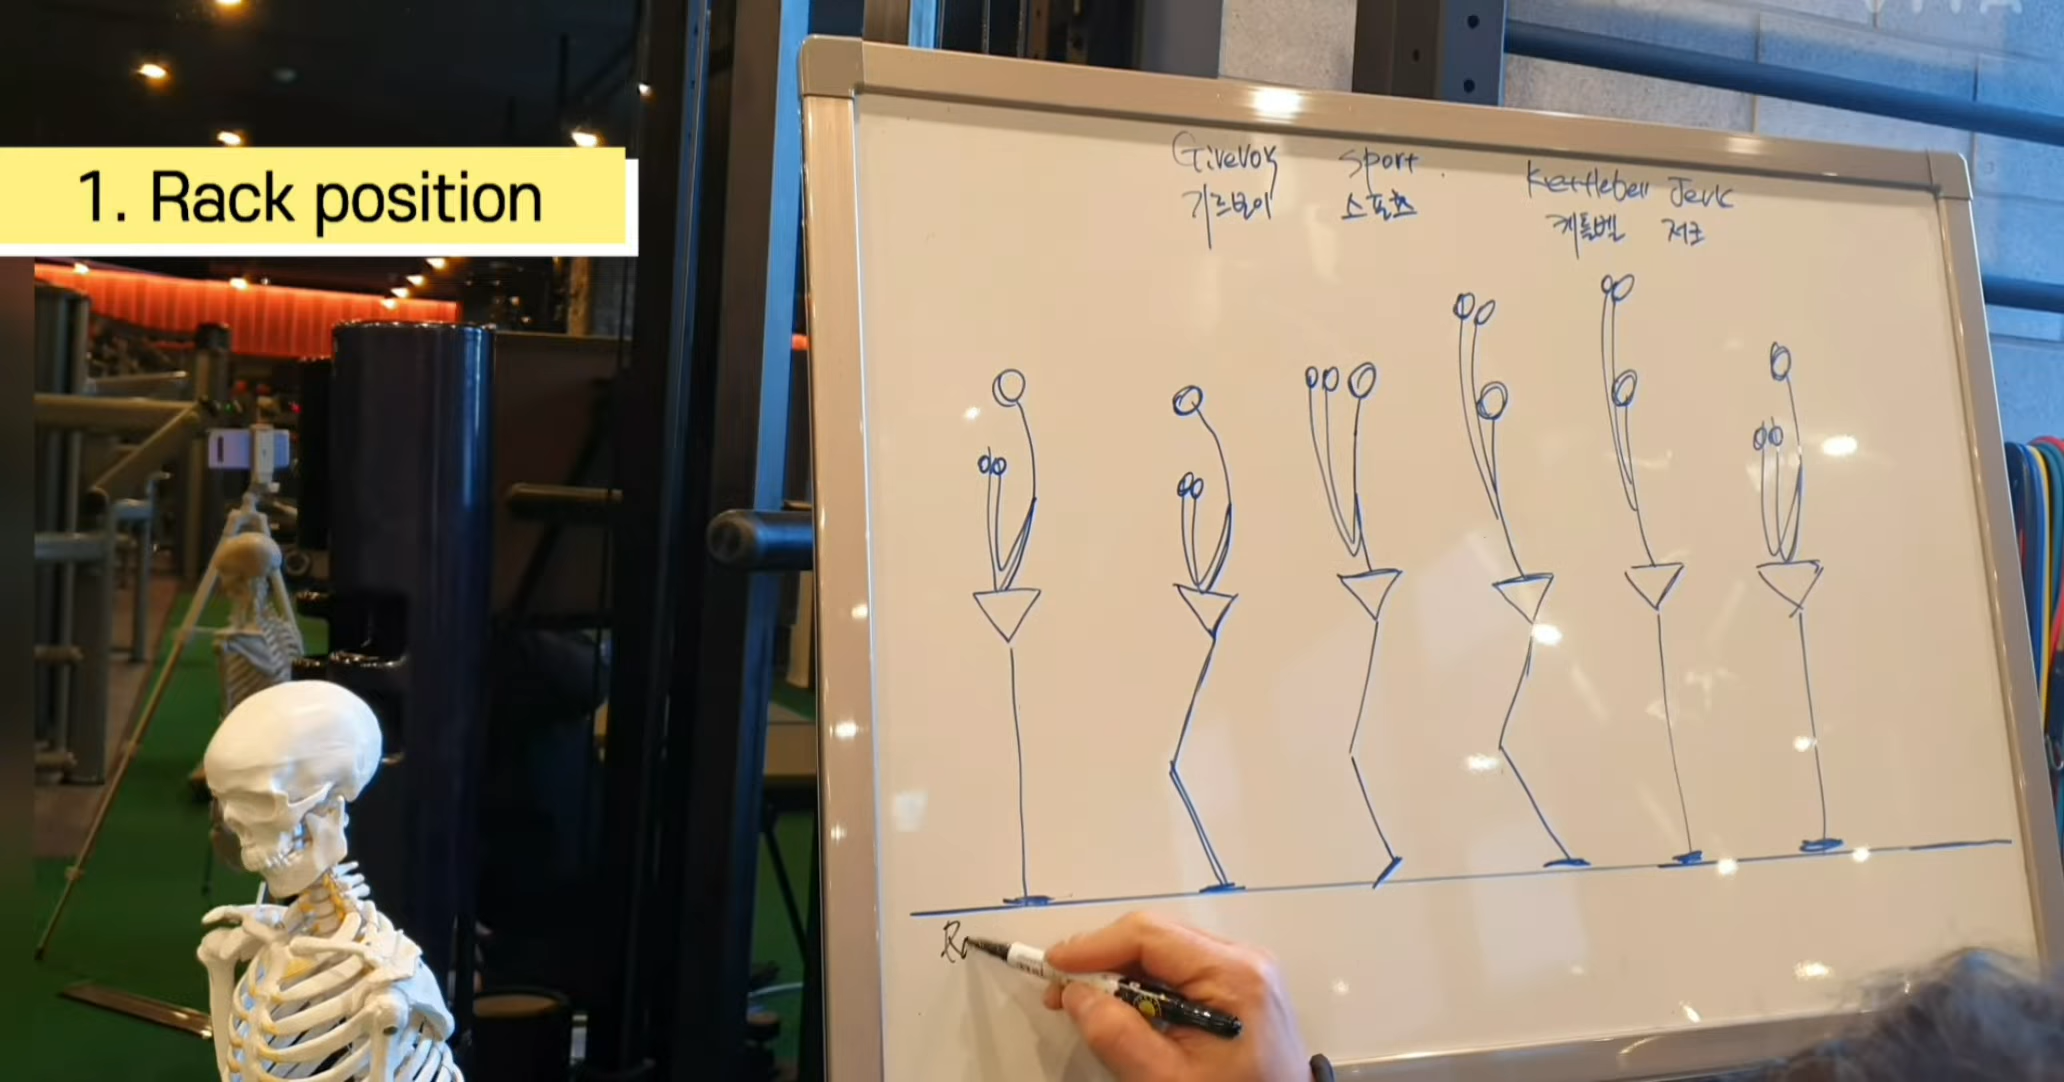 1. Rack position
Girevoy Sport
기르보이 스포츠
Kettlebell Jerk
케틀벨 저크
Ra